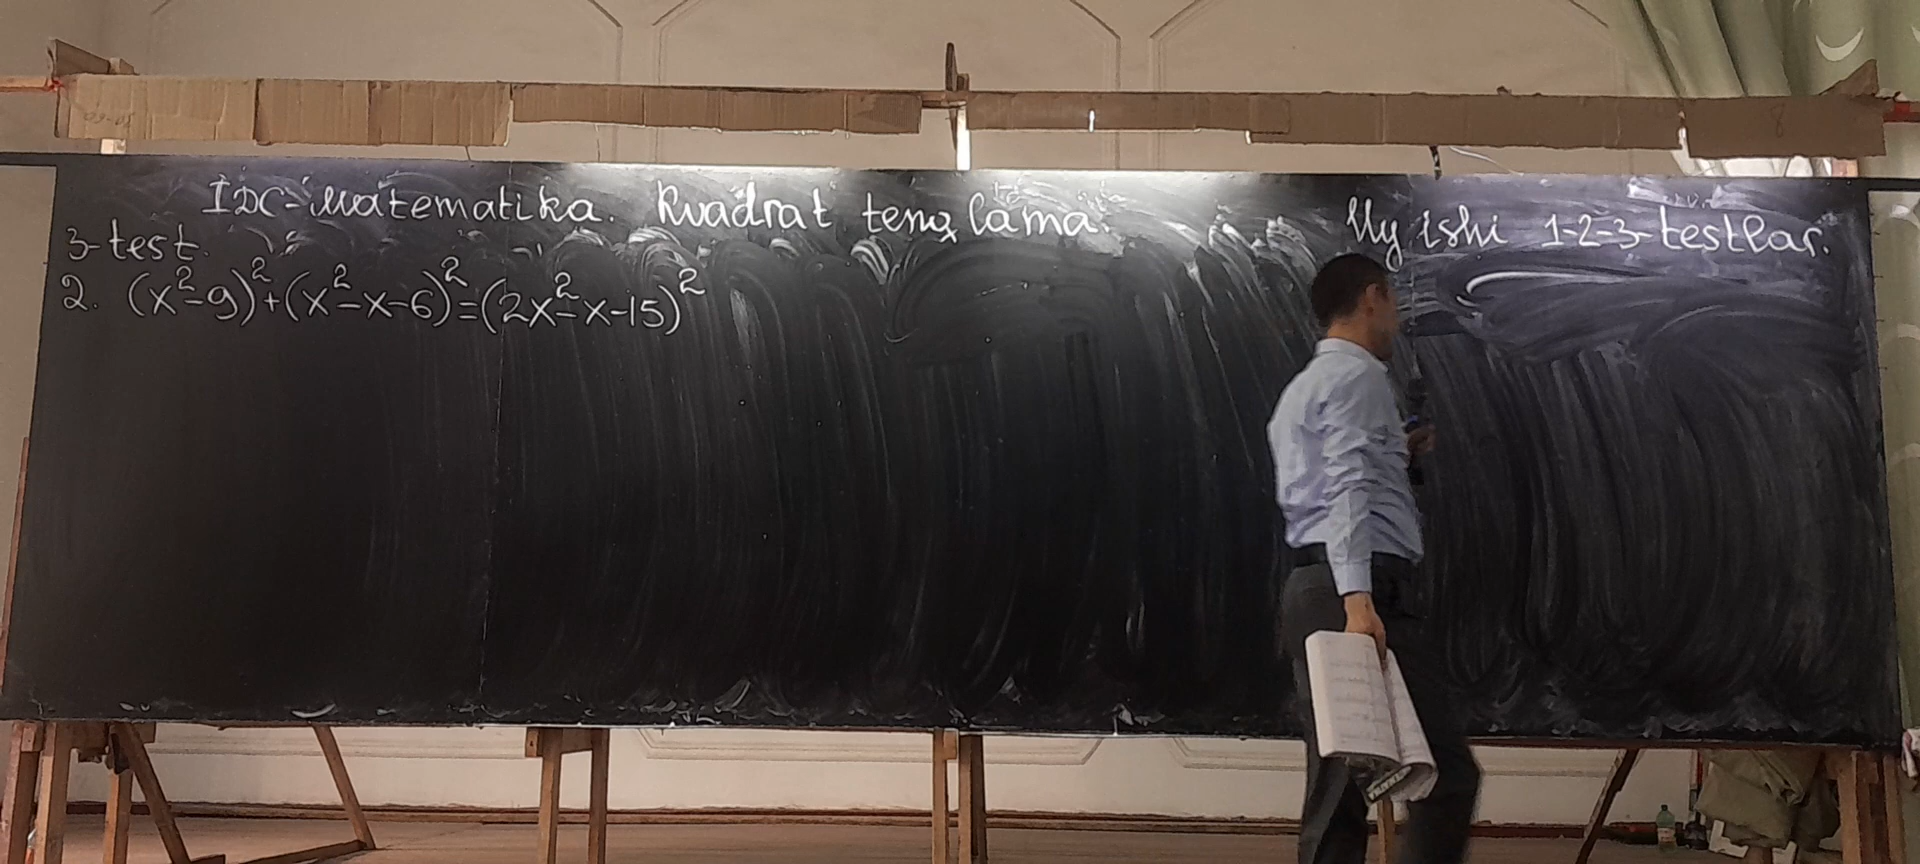 IDC-Matematika. Kvadrat tenglama.
Uy ishi 1-2-3-testlar.
3-test.
2. (x²-9)²+(x²-x-6)²=(2x²-x-15)²